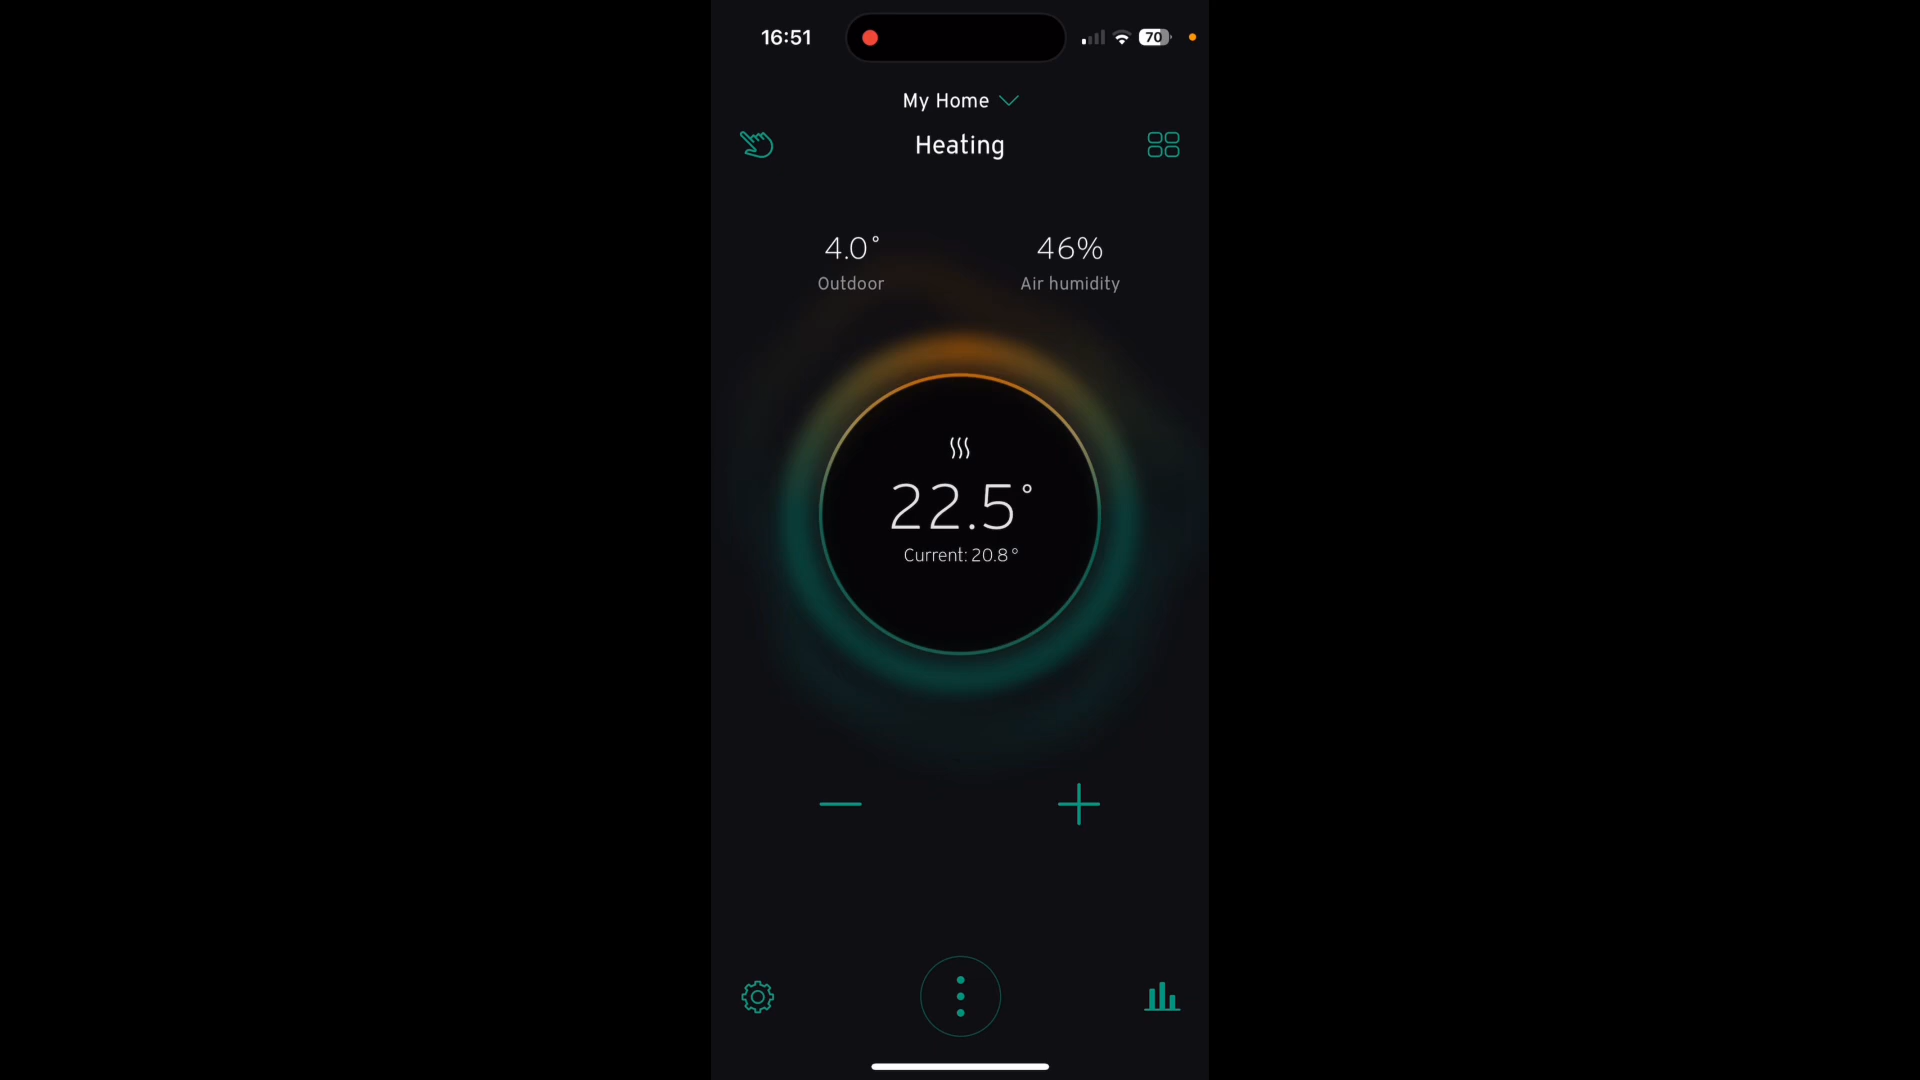 16:51
70
My Home
Heating
4.0°
46%
Outdoor
Air humidity
22.5°
Current: 20.8°